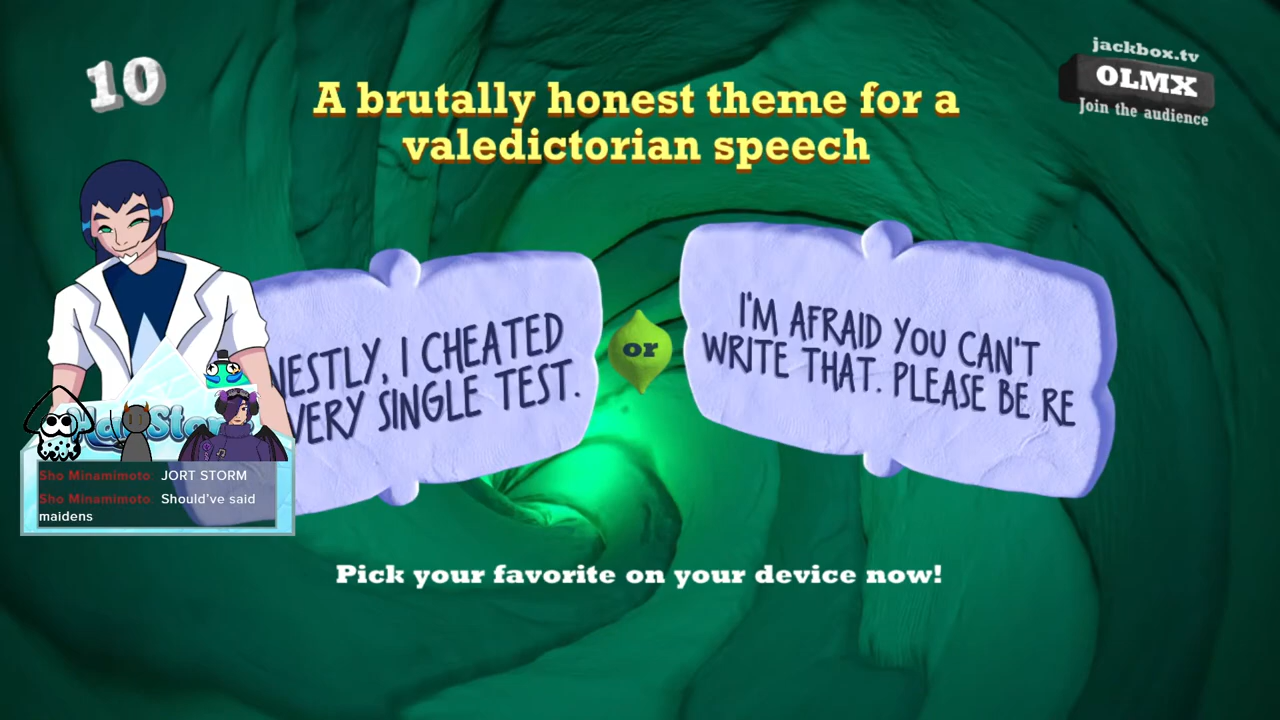 10
jackbox.tv
OLMX
Join the audience
A brutally honest theme for a
valedictorian speech
I CHEATED
SINGLE TEST.
or
I'M AFRAID YOU CAN'T
WRITE THAT. PLEASE BE RE
Sho Minamimoto: JORT STORM
Sho Minamimoto: Should've said
maidens
Pick your favorite on your device now!